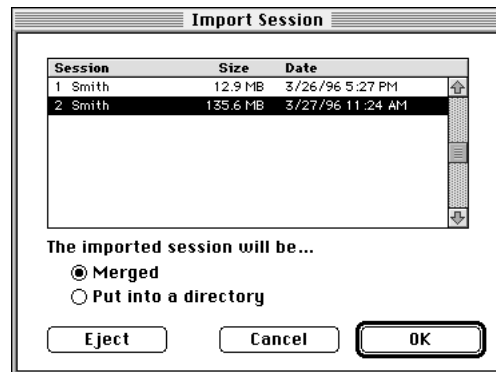 Import Session
Session Size Date
1 Smith 12.9 MB 3/26/96 5:27 PM
2 Smith 135.6 MB 3/27/96 11:24 AM
The imported session will be...
Merged
Put into a directory
Eject Cancel OK